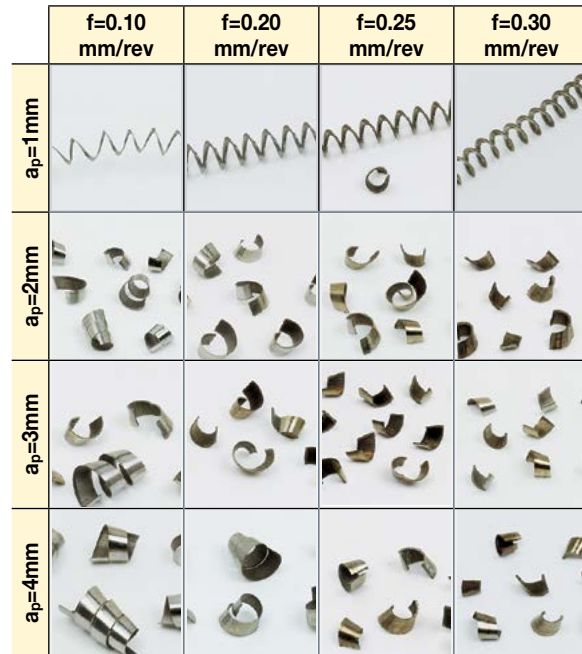 f=0.10
mm/rev
f=0.20
mm/rev
f=0.25
mm/rev
f=0.30
mm/rev
ap=1mm
ap=2mm
ap=3mm
ap=4mm